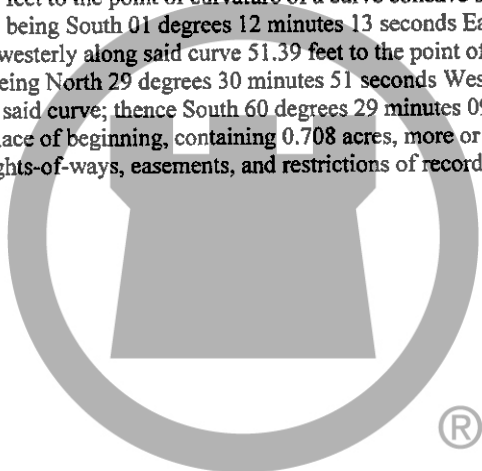 feet to the point of curvature of a curve concave
being South 01 degrees 12 minutes 13 seconds Ea
westerly along said curve 51.39 feet to the point of
eing North 29 degrees 30 minutes 51 seconds Wes
said curve; thence South 60 degrees 29 minutes 09
lace of beginning, containing 0.708 acres, more or
ghts-of-ways, easements, and restrictions of record
®